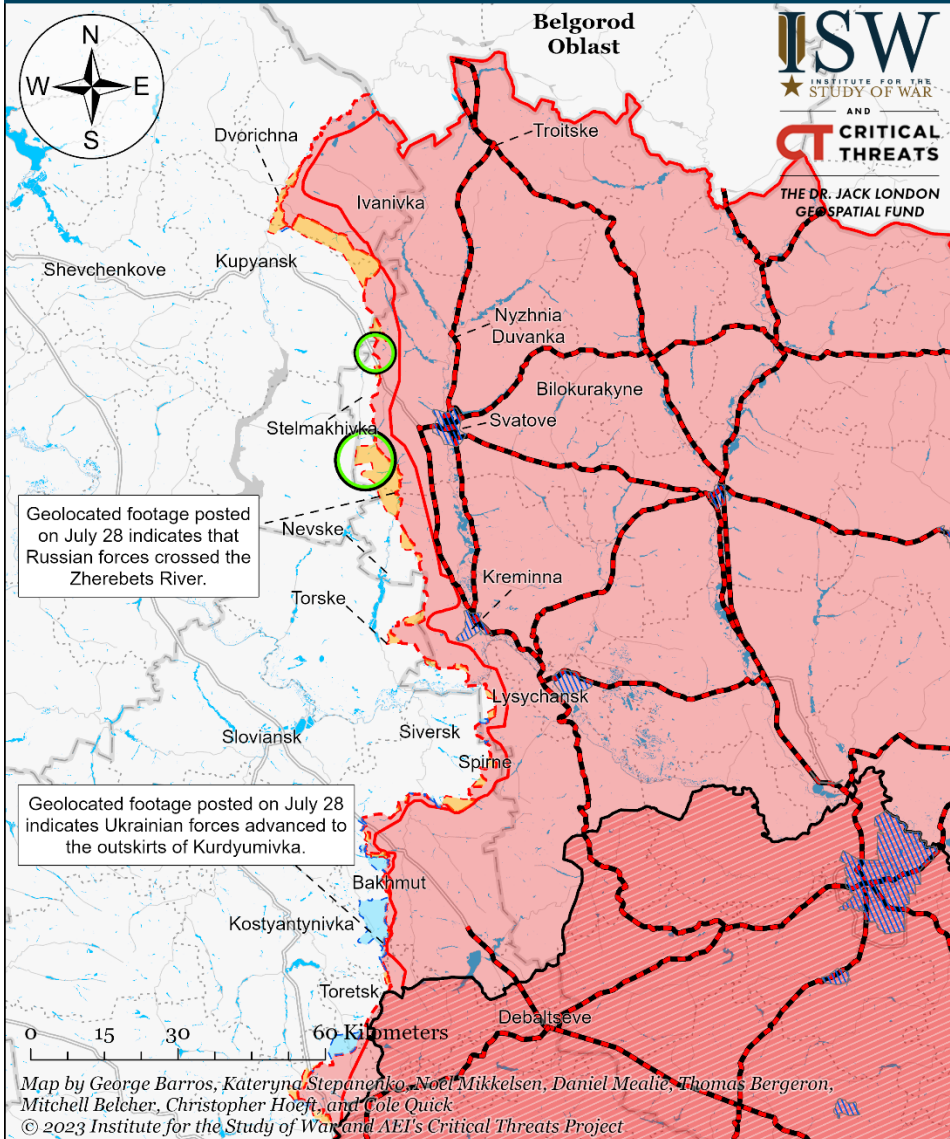 Belgorod
Oblast
ISW
INSTITUTE FOR THE
STUDY OF WAR
AND
CT CRITICAL
THREATS
THE DR. JACK LONDON
GEOSPATIAL FUND
N
W E
S
Dvorichna
Troitske
Ivanivka
Shevchenkove
Kupyansk
Nyzhnia
Duvanka
Bilokurakyne
Stelmakhivka
Svatove
Geolocated footage posted
on July 28 indicates that
Russian forces crossed the
Zherebets River.
Nevske
Torske
Kreminna
Lysychansk
Sloviansk
Siversk
Spirne
Geolocated footage posted on July 28
indicates Ukrainian forces advanced to
the outskirts of Kurdyumivka.
Bakhmut
Kostyantynivka
Toretsk
Debaltseve
0 15 30 60 Kilometers
Map by George Barros, Kateryna Stepanenko, Noel Mikkelsen, Daniel Mealie, Thomas Bergeron,
Mitchell Belcher, Christopher Hoeft, and Cole Quick
© 2023 Institute for the Study of War and AEI's Critical Threats Project